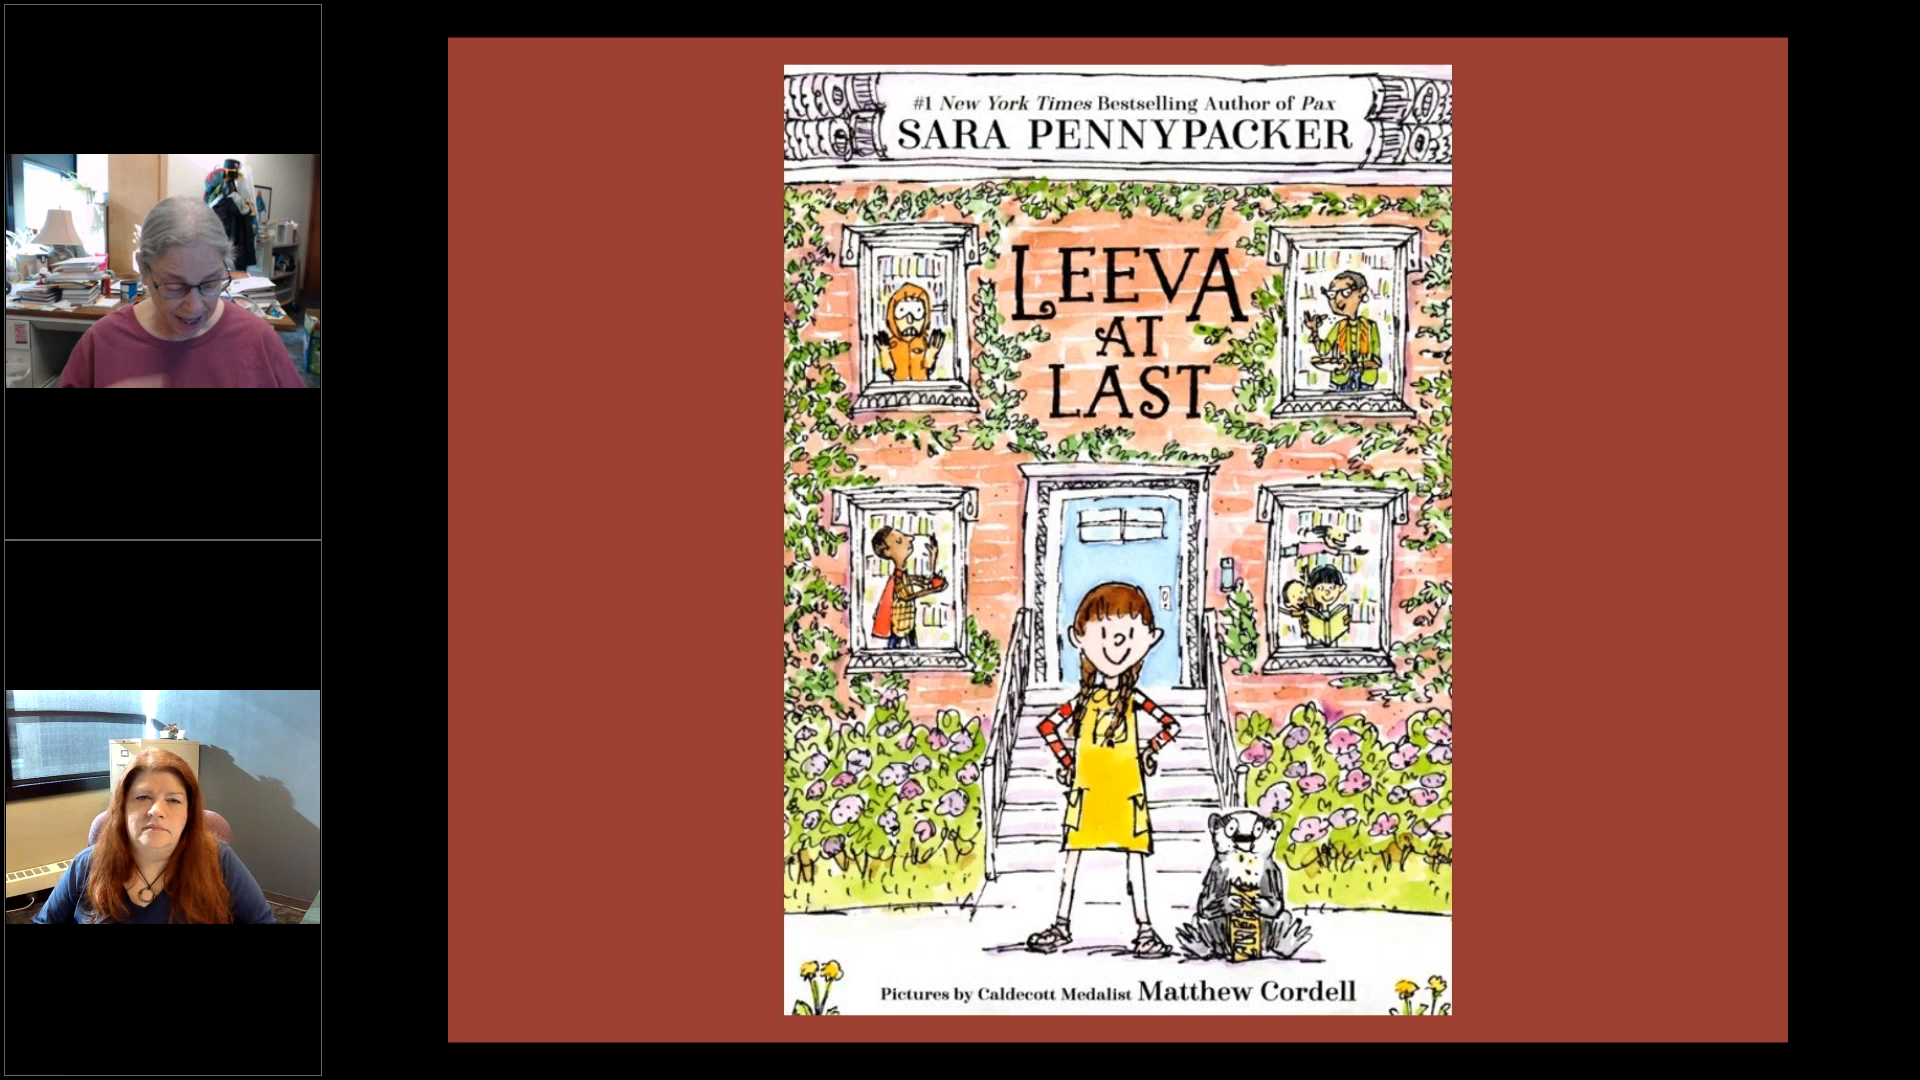 #1 New York Times Bestselling Author of Pax
SARA PENNYPACKER
LEEVA
AT
LAST
Pictures by Caldecott Medalist Matthew Cordell